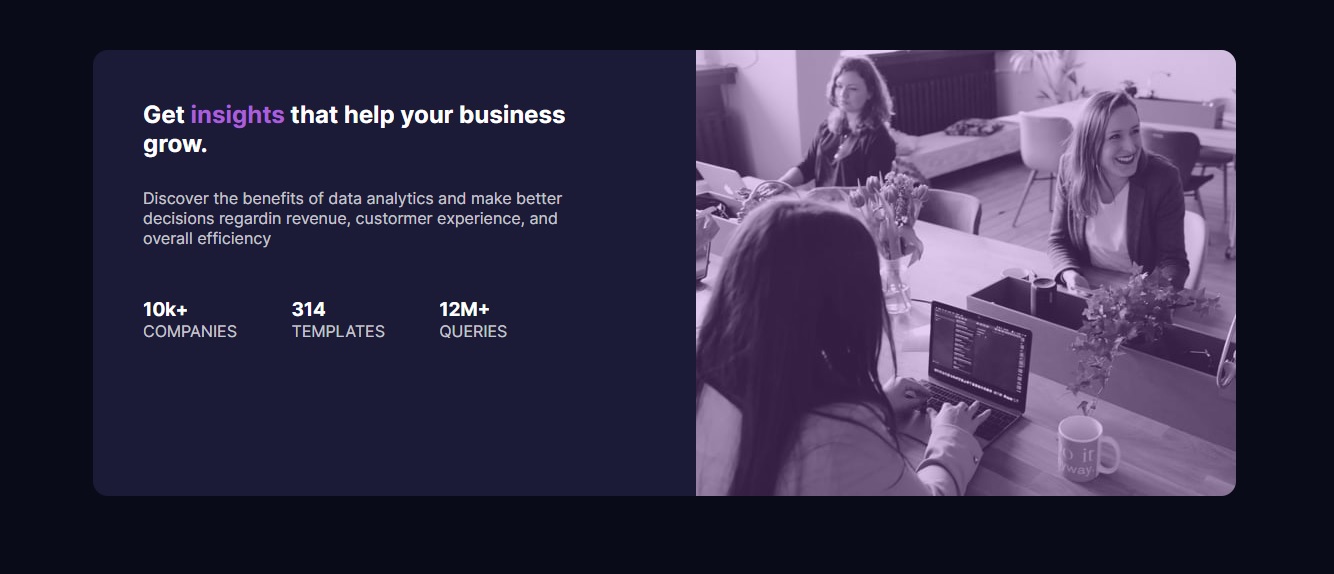 Get insights that help your business
grow.
Discover the benefits of data analytics and make better
decisions regardin revenue, custormer experience, and
overall efficiency
10k+ 314 12M+
COMPANIES TEMPLATES QUERIES
it
way